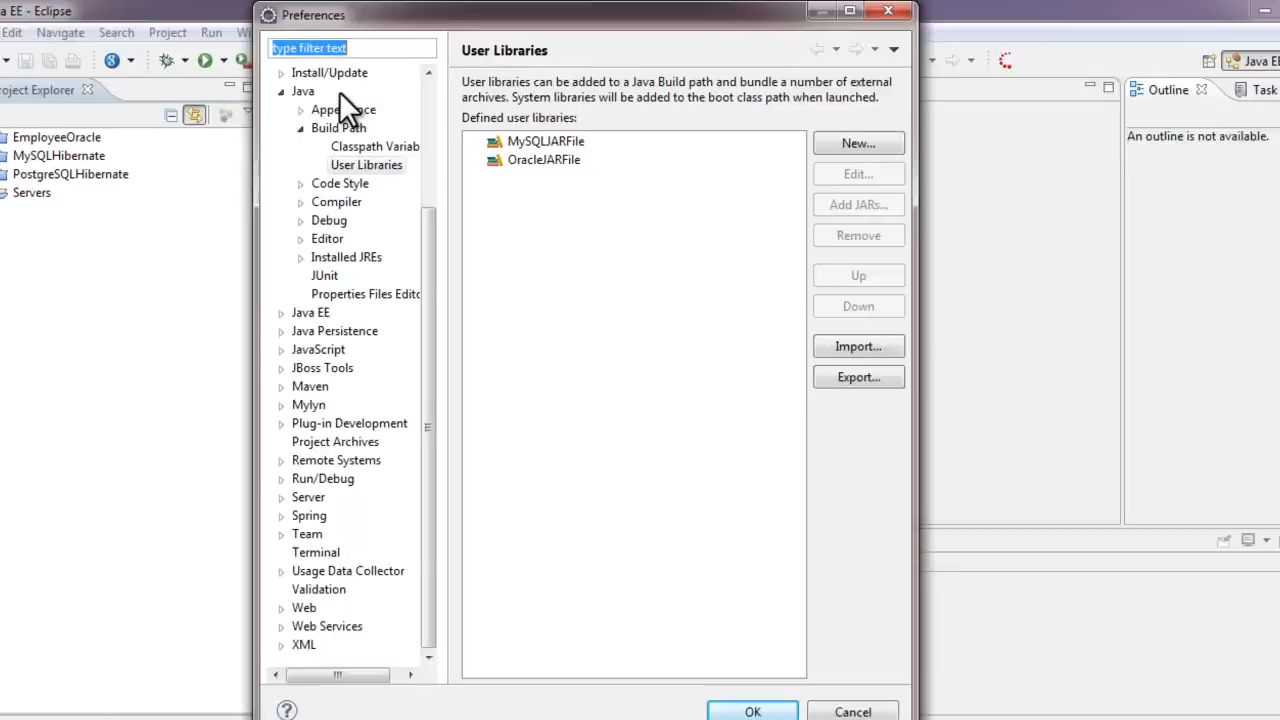 a EE - Eclipse
Edit
Navigate
Search
Project
Run
roject Explorer
EmployeeOracle
MySQLHibernate
PostgreSQLHibernate
Servers
Preferences
type filter text
Install/Update
Java
Appe nce
Build Path
Classpath Variab
User Libraries
Code Style
Compiler
Debug
Editor
Installed JREs
JUnit
Properties Files Edito
Java EE
Java Persistence
JavaScript
JBoss Tools
Maven
Mylyn
Plug-in Development
Project Archives
Remote Systems
Run/Debug
Server
Spring
Team
Terminal
Usage Data Collector
Validation
Web
Web Services
XML
User Libraries
User libraries can be added to a Java Build path and bundle a number of external
archives. System libraries will be added to the boot class path when launched.
Defined user libraries:
MySQLJARFile
OracleJARFile
New...
Edit...
Add JARs...
Remove
Up
Down
Import...
Export...
OK
Cancel
Java EE
Outline
Task
An outline is not available.